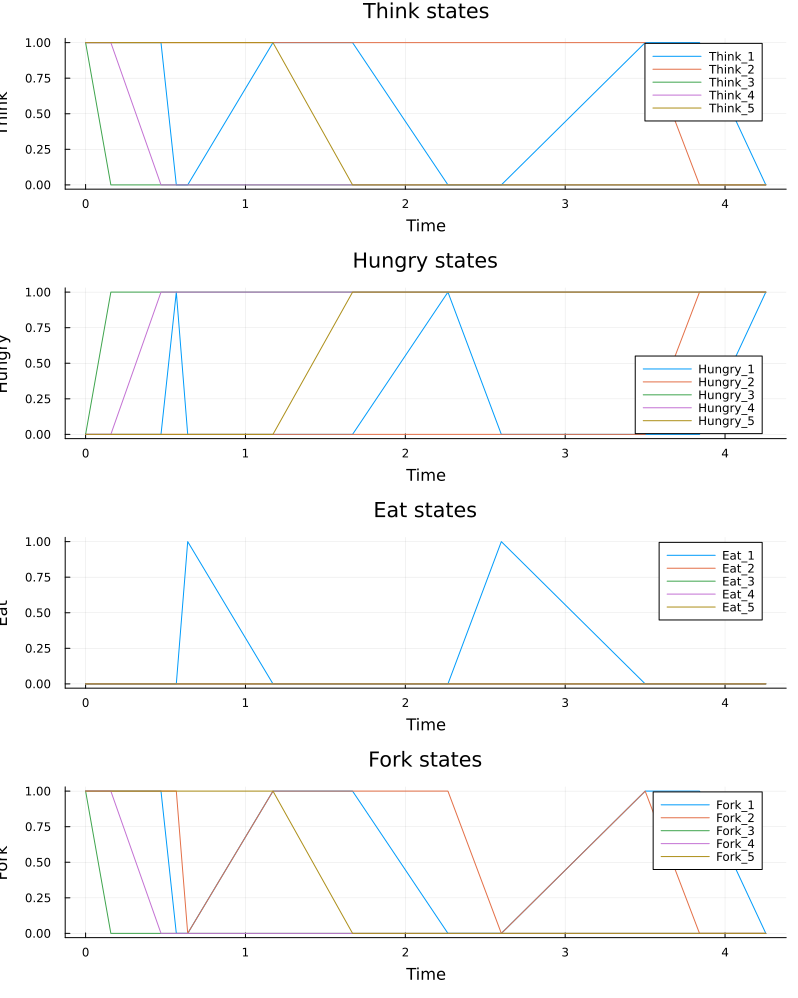 Think states
Think
1.00
0.75
0.50
0.25
0.00
Think_1
Think_2
Think_3
Think_4
Think_5
0 1 2 3 4
Time
Hungry states
Hungry
1.00
0.75
0.50
0.25
0.00
Hungry_1
Hungry_2
Hungry_3
Hungry_4
Hungry_5
0 1 2 3 4
Time
Eat states
Eat
1.00
0.75
0.50
0.25
0.00
Eat_1
Eat_2
Eat_3
Eat_4
Eat_5
0 1 2 3 4
Time
Fork states
Fork
1.00
0.75
0.50
0.25
0.00
Fork_1
Fork_2
Fork_3
Fork_4
Fork_5
0 1 2 3 4
Time